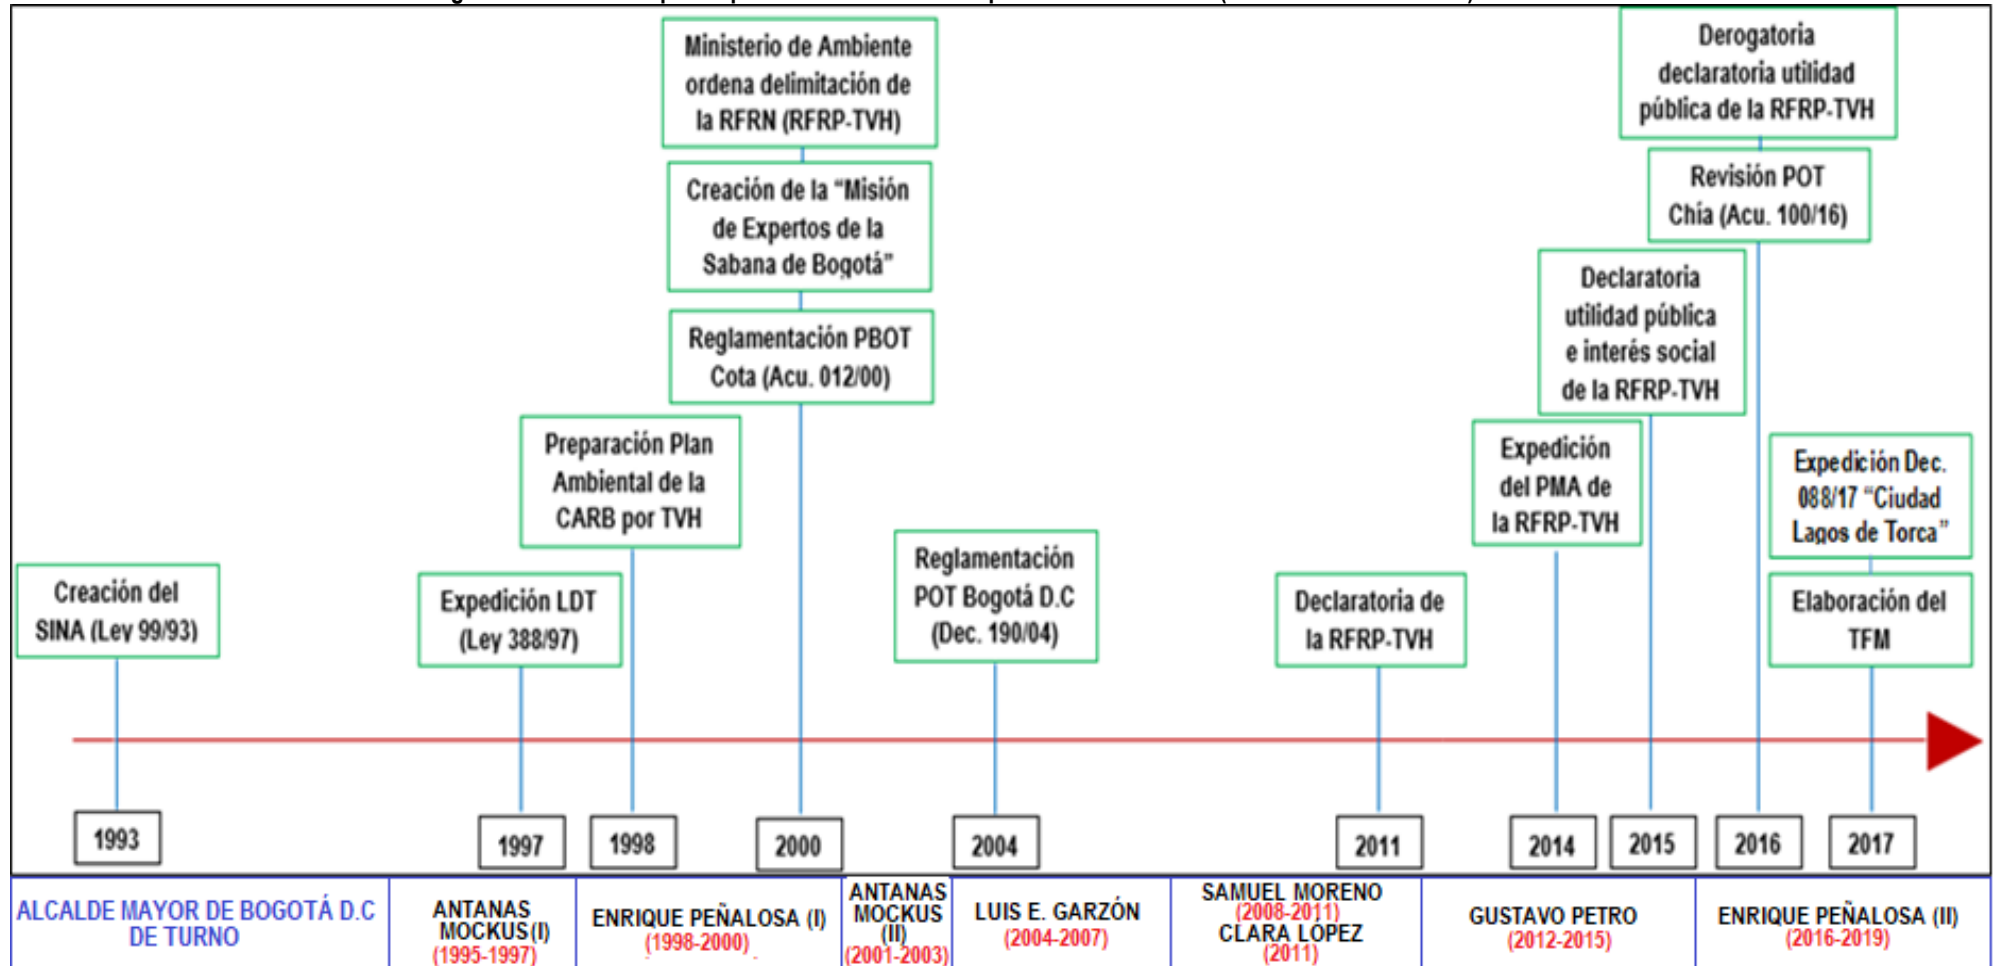 Ministerio de Ambiente
ordena delimitación de
la RFRN (RFRP-TVH)
Creación de la “Misión
de Expertos de la
Sabana de Bogotá”
Reglamentación PBOT
Cota (Acu. 012/00)
Derogatoria
declaratoria utilidad
pública de la RFRP-TVH
Revisión POT
Chía (Acu. 100/16)
Declaratoria
utilidad pública
e interés social
de la RFRP-TVH
Preparación Plan
Ambiental de la
CARB por TVH
Expedición
del PMA de
la RFRP-TVH
Expedición Dec.
088/17 “Ciudad
Lagos de Torca”
Creación del
SINA (Ley 99/93)
Expedición LDT
(Ley 388/97)
Reglamentación
POT Bogotá D.C
(Dec. 190/04)
Declaratoria de
la RFRP-TVH
Elaboración del
TFM
1993
1997
1998
2000
2004
2011
2014
2015
2016
2017
ALCALDE MAYOR DE BOGOTÁ D.C
DE TURNO
ANTANAS
MOCKUS (I)
(1995-1997)
ENRIQUE PEÑALOSA (I)
(1998-2000)
ANTANAS
MOCKUS
(II)
(2001-2003)
LUIS E. GARZÓN
(2004-2007)
SAMUEL MORENO
(2008-2011)
CLARA LÓPEZ
(2011)
GUSTAVO PETRO
(2012-2015)
ENRIQUE PEÑALOSA (II)
(2016-2019)